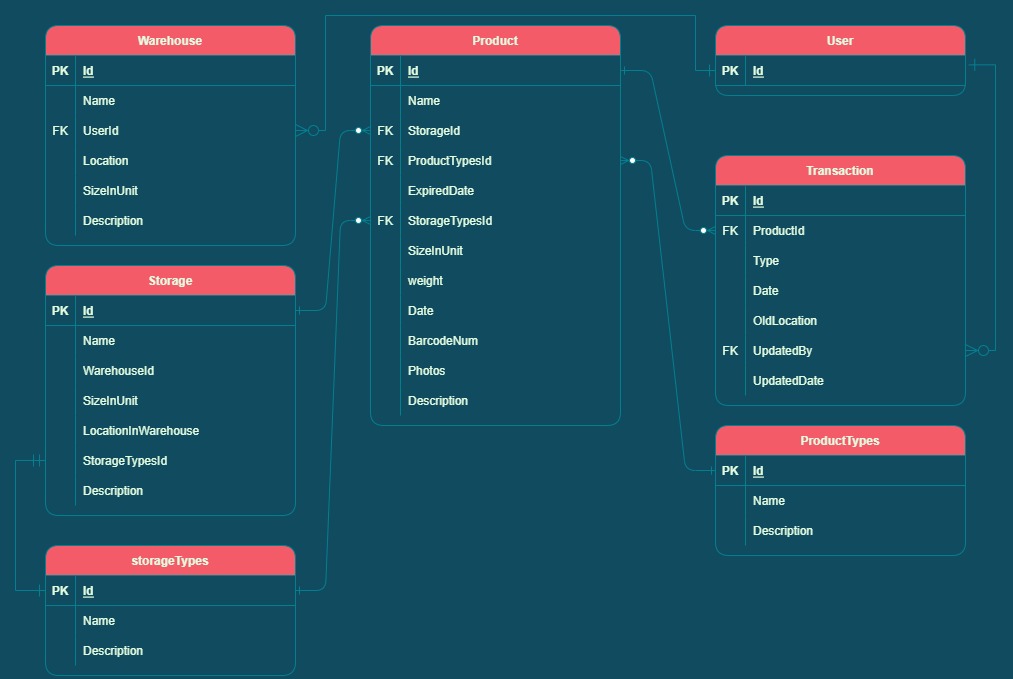 Warehouse
PK Id
Name
FK UserId
Location
SizeInUnit
Description
Storage
PK Id
Name
WarehouseId
SizeInUnit
LocationInWarehouse
StorageTypesId
Description
storageTypes
PK Id
Name
Description
Product
PK Id
Name
FK StorageId
FK ProductTypesId
ExpiredDate
FK StorageTypesId
SizeInUnit
weight
Date
BarcodeNum
Photos
Description
User
PK Id
Transaction
PK Id
FK ProductId
Type
Date
OldLocation
FK UpdatedBy
UpdatedDate
ProductTypes
PK Id
Name
Description